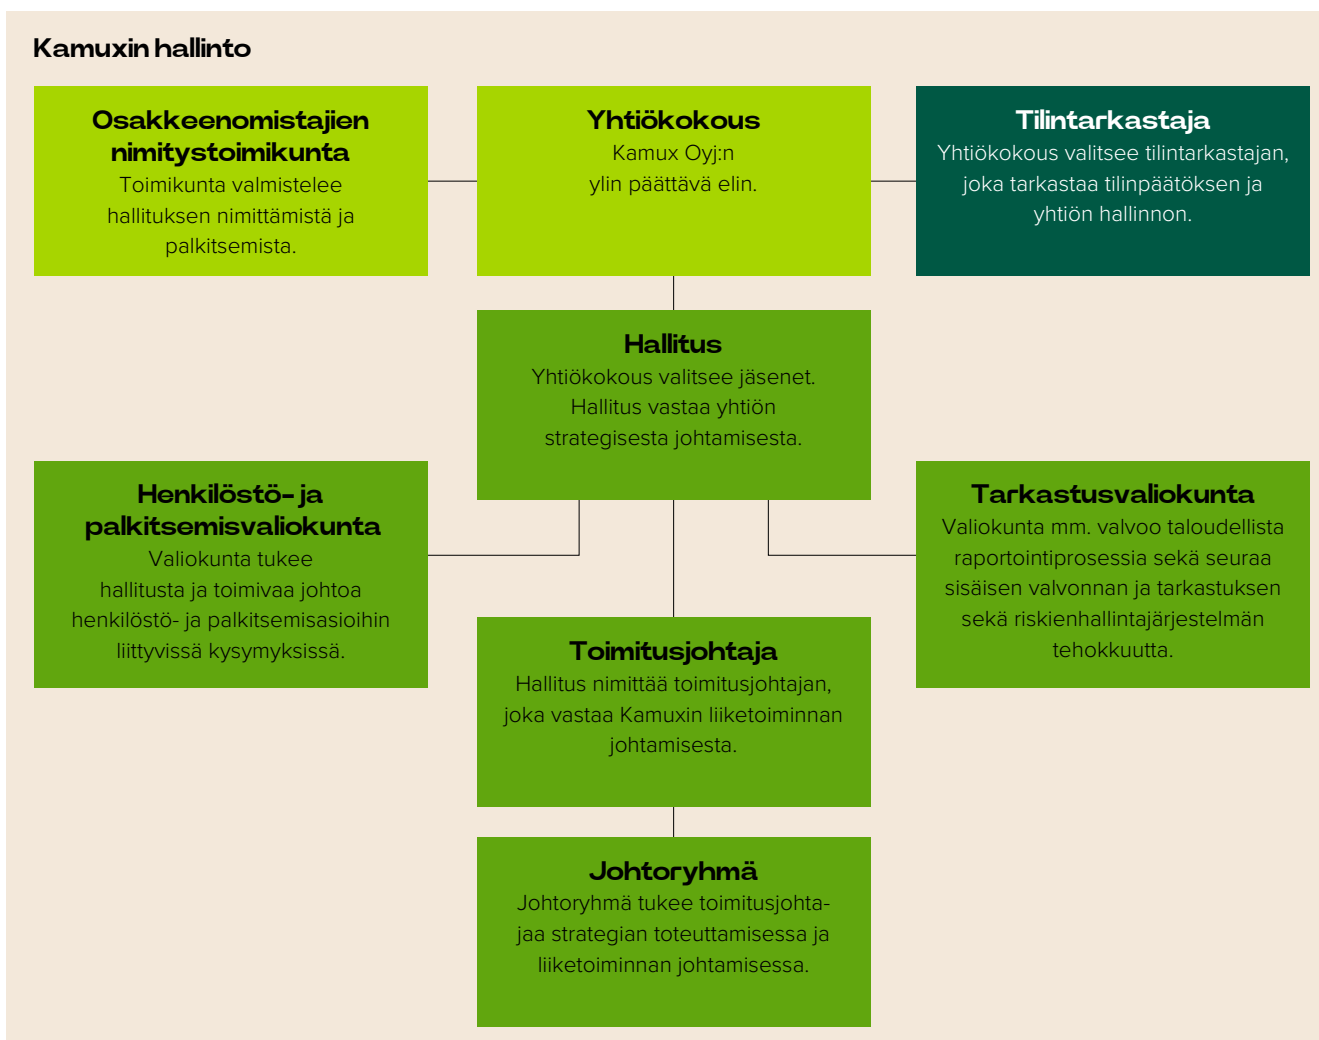 Kamuxin hallinto
Osakkeenomistajien
nimitystoimikunta
Toimikunta valmistelee
hallituksen nimittämistä ja
palkitsemista.
Yhtiökokous
Kamux Oyj:n
ylin päättävä elin.
Tilintarkastaja
Yhtiökokous valitsee tilintarkastajan,
joka tarkastaa tilinpäätöksen ja
yhtiön hallinnon.
Hallitus
Yhtiökokous valitsee jäsenet.
Hallitus vastaa yhtiön
strategisesta johtamisesta.
Henkilöstö- ja
palkitsemisvaliokunta
Valiokunta tukee
hallitusta ja toimivaa johtoa
henkilöstö- ja palkitsemisasioihin
liittyvissä kysymyksissä.
Tarkastusvaliokunta
Valiokunta mm. valvoo taloudellista
raportointiprosessia sekä seuraa
sisäisen valvonnan ja tarkastuksen
sekä riskienhallintajärjestelmän
tehokkuutta.
Toimitusjohtaja
Hallitus nimittää toimitusjohtajan,
joka vastaa Kamuxin liiketoiminnan
johtamisesta.
Johtoryhmä
Johtoryhmä tukee toimitusjohta-
jaa strategian toteuttamisessa ja
liiketoiminnan johtamisessa.